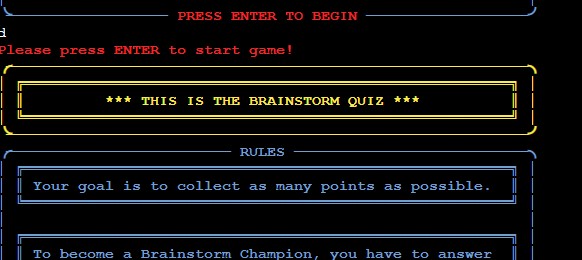 PRESS ENTER TO BEGIN
d
Please press ENTER to start game!
*** THIS IS THE BRAINSTORM QUIZ ***
RULES
Your goal is to collect as many points as possible.
To become a Brainstorm Champion, you have to answer